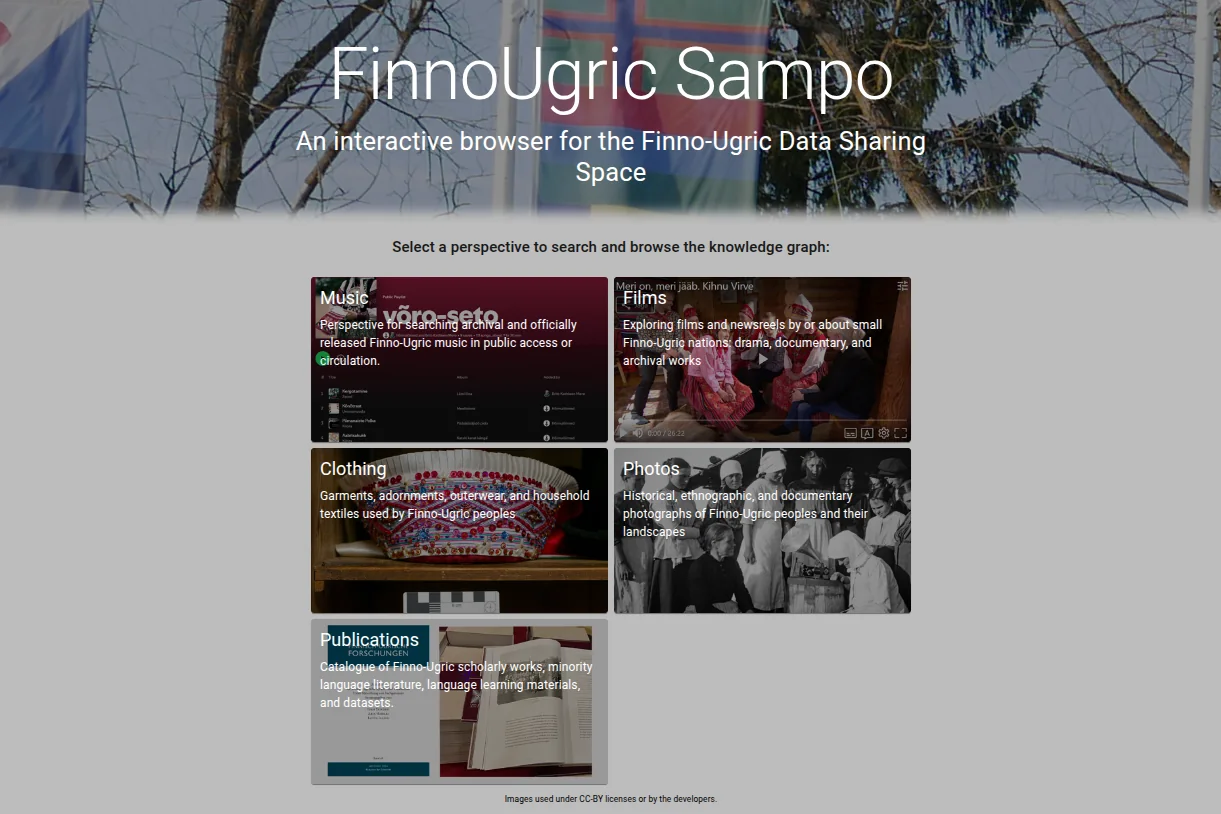 FinnoUgric Sampo
An interactive browser for the Finno-Ugric Data Sharing
Space
Select a perspective to search and browse the knowledge graph:
Music
Public Playlist
võro-seto
Perspective for searching archival and officially
released Finno-Ugric music in public access or
circulation.
Title
Album
Meri on, meri jääb. Kihnu Virve
Films
Exploring films and newsreels by or about small
Finno-Ugric nations: drama, documentary, and
archival works
0:00 / 26:22
Clothing
Garments, adornments, outerwear, and household
textiles used by Finno-Ugric peoples
Photos
Historical, ethnographic, and documentary
photographs of Finno-Ugric peoples and their
landscapes
Publications
FORSCHUNGEN
Catalogue of Finno-Ugric scholarly works, minority
language literature, language learning materials,
and datasets.
Images used under CC-BY licenses or by the developers.